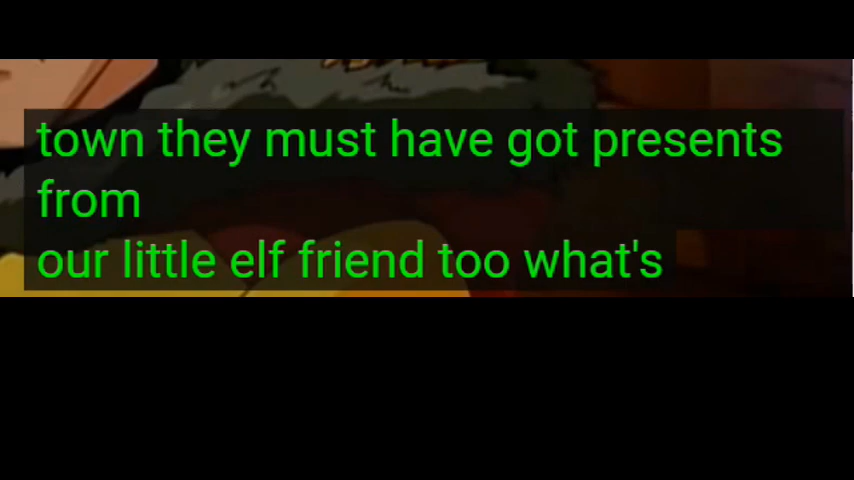 town they must have got presents
from
our little elf friend too what's